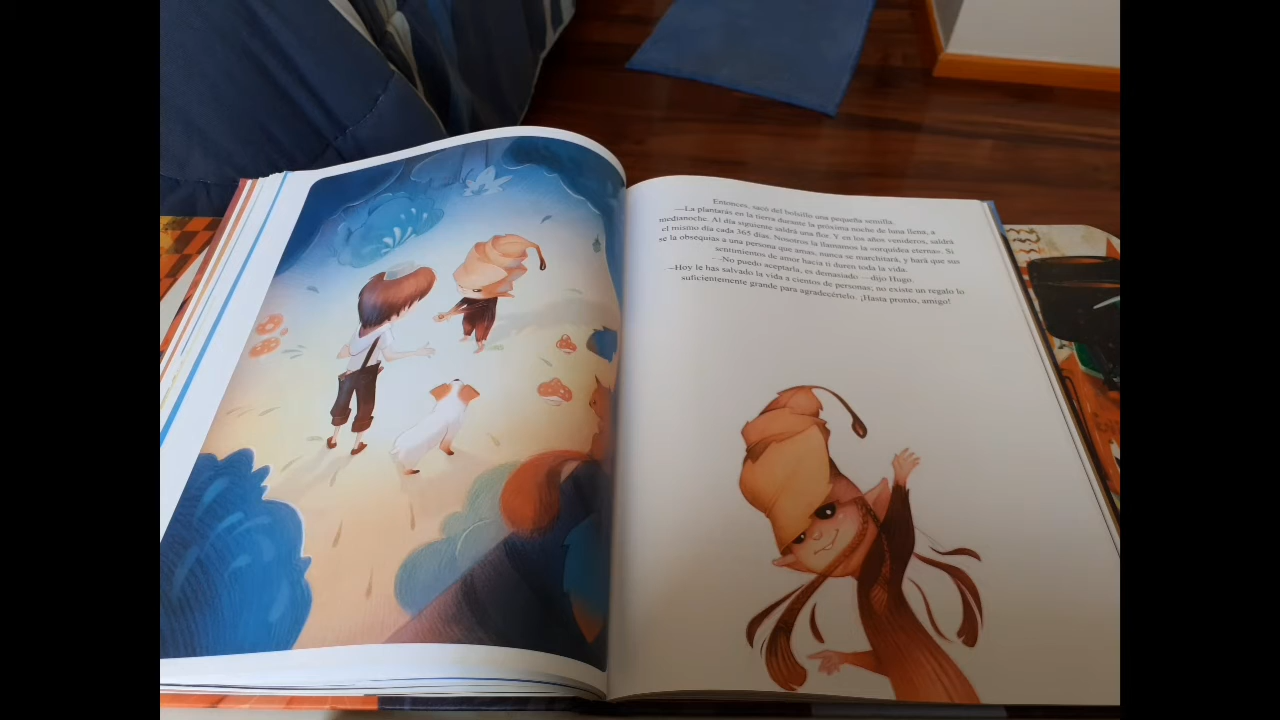 Entonces, sacó del bolsillo una pequeña semilla.
—La plantarás en la tierra durante la próxima noche de luna llena, a
medianoche. Al día siguiente saldrá una flor. Y en los años venideros, saldrá
el mismo día cada 365 días. Nosotros la llamamos la «orquídea eterna». Si
se la obsequias a una persona que amas, nunca se marchitará, y hará que sus
sentimientos de amor hacia ti duren toda la vida.
—No puedo aceptarla, es demasiado —dijo Hugo.
—Hoy le has salvado la vida a cientos de personas; no existe un regalo lo
suficientemente grande para agradecértelo. ¡Hasta pronto, amigo!